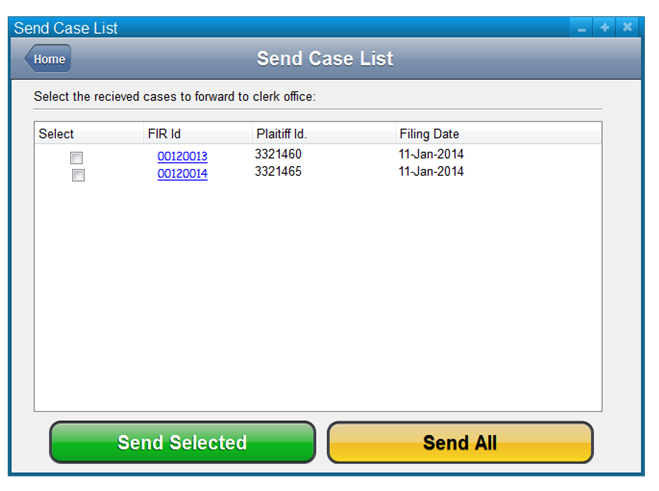 Send Case List
Home
Send Case List
Select the recieved cases to forward to clerk office:
Select FIR Id Plaitiff Id. Filing Date
00120013 3321460 11-Jan-2014
00120014 3321465 11-Jan-2014
Send Selected Send All